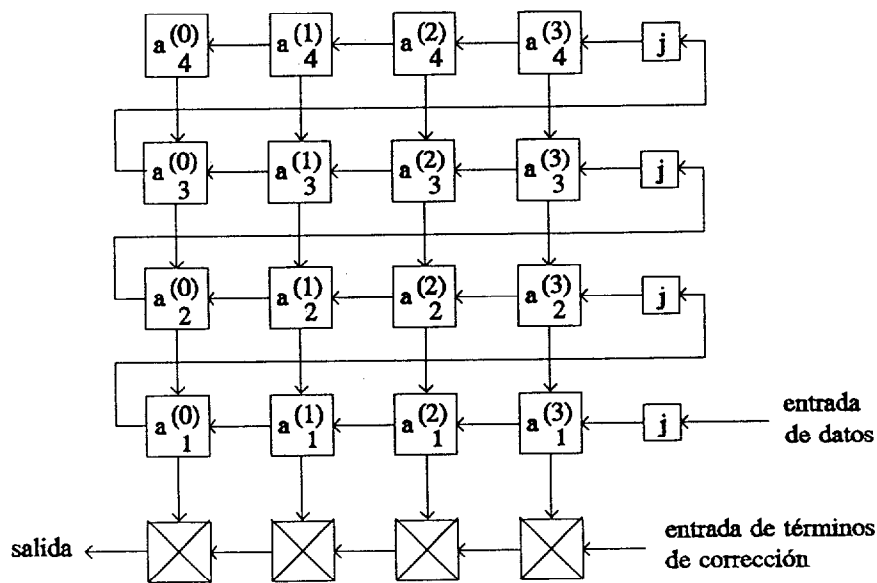 a(0)4 a(1)4 a(2)4 a(3)4 j
a(0)3 a(1)3 a(2)3 a(3)3 j
a(0)2 a(1)2 a(2)2 a(3)2 j
a(0)1 a(1)1 a(2)1 a(3)1 j
entrada
de datos
salida
entrada de términos
de corrección